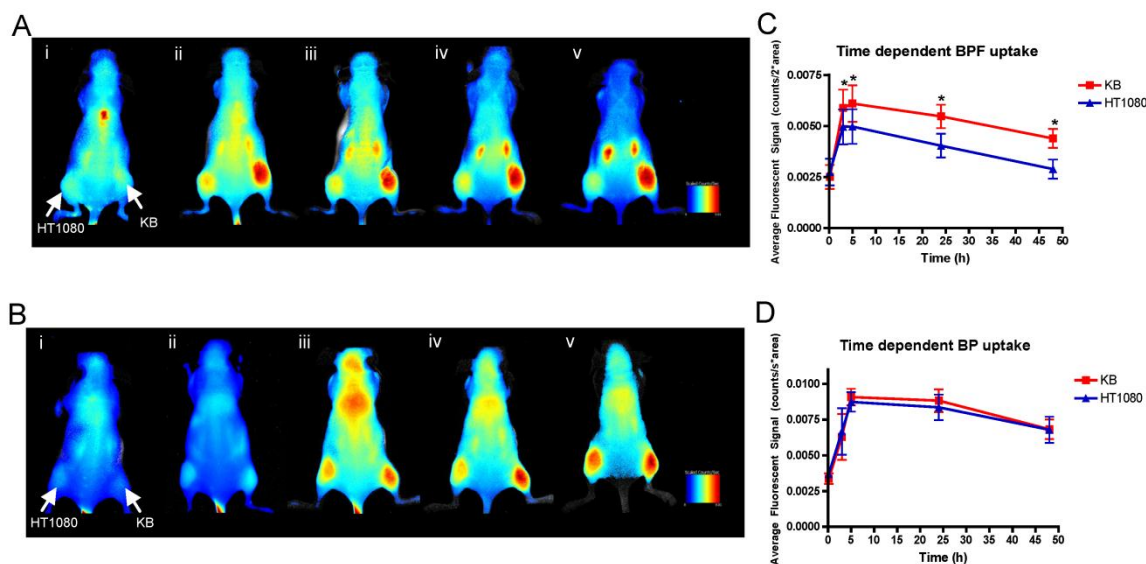 A
i
ii
iii
iv
v
HT1080
KB
C
Time dependent BPF uptake
Average Fluorescent Signal (counts/2*area)
0.0075
0.0050
0.0025
0.0000
*
*
*
*
KB
HT1080
0 5 10 15 20 25 30 35 40 45 50
Time (h)
B
i
ii
iii
iv
v
HT1080
KB
D
Time dependent BP uptake
Average Fluorescent Signal (counts/s*area)
0.0100
0.0075
0.0050
0.0025
0.0000
KB
HT1080
0 5 10 15 20 25 30 35 40 45 50
Time (h)